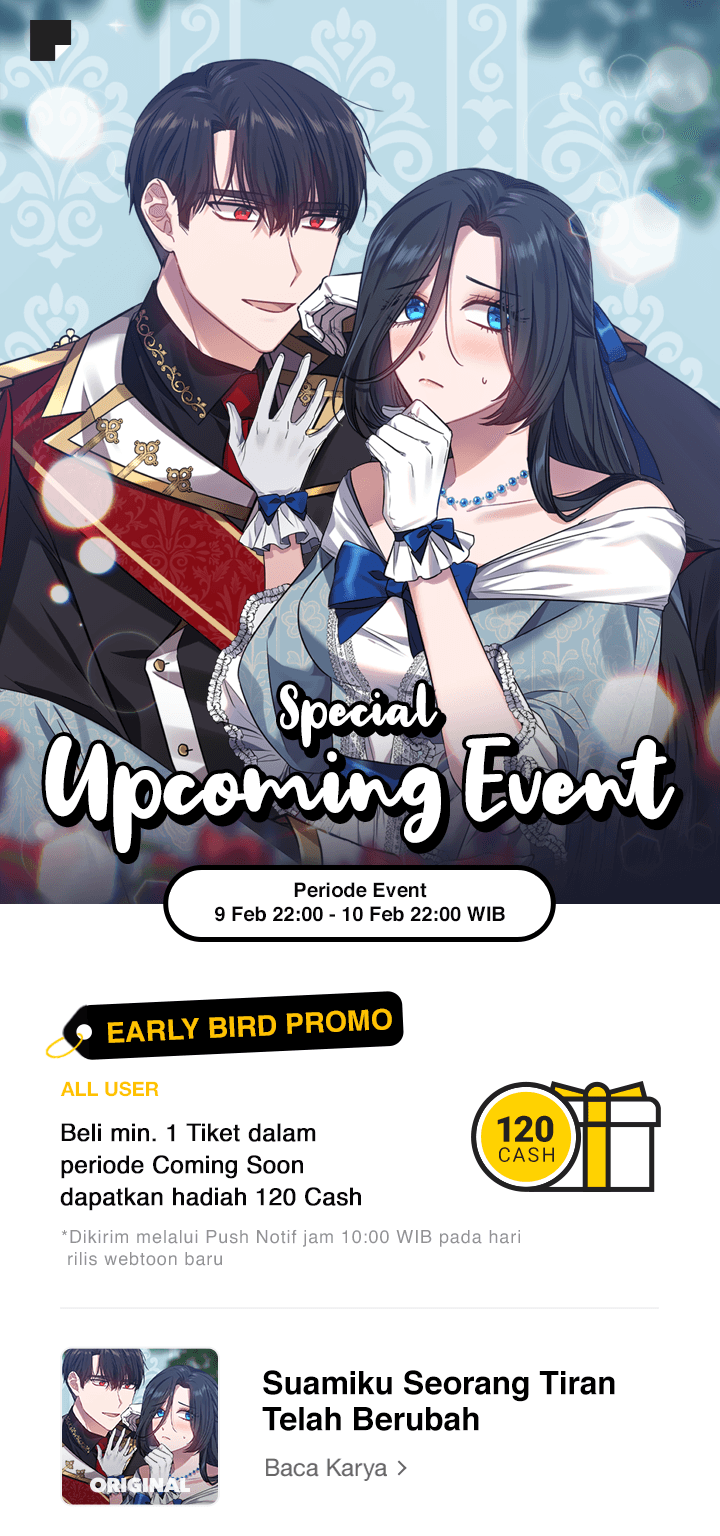 Special
Upcoming Event
Periode Event
9 Feb 22:00 - 10 Feb 22:00 WIB
EARLY BIRD PROMO
ALL USER
Beli min. 1 Tiket dalam
periode Coming Soon
dapatkan hadiah 120 Cash
120
CASH
*Dikirim melalui Push Notif jam 10:00 WIB pada hari
rilis webtoon baru
ORIGINAL
Suamiku Seorang Tiran
Telah Berubah
Baca Karya >